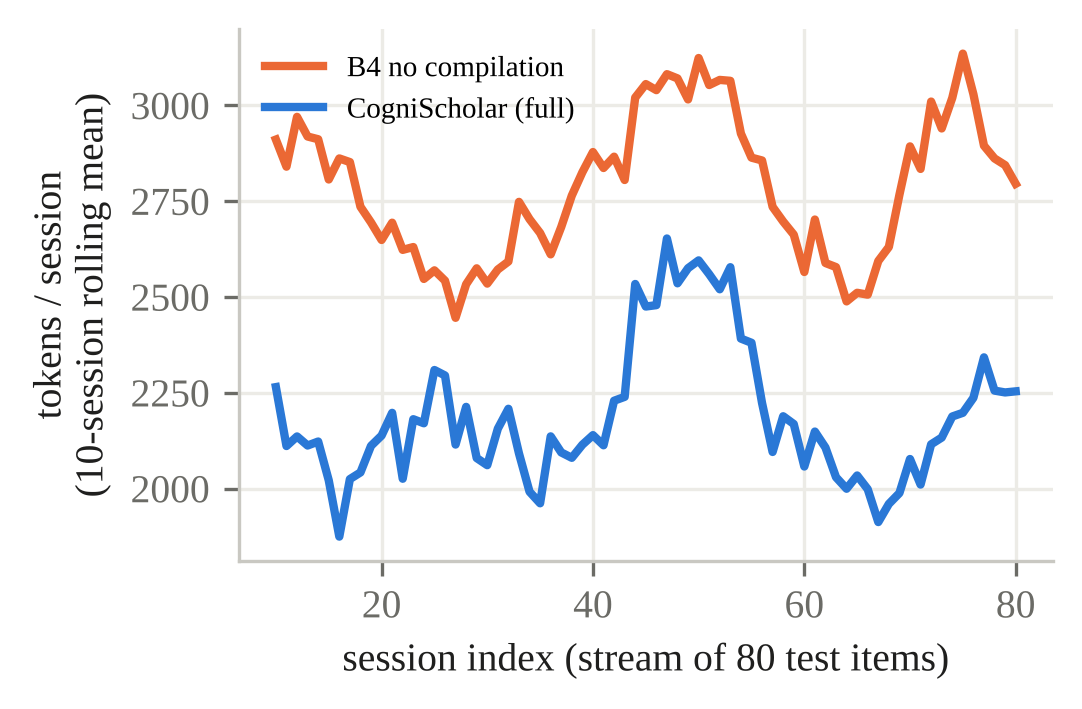 B4 no compilation
CogniScholar (full)
tokens / session
(10-session rolling mean)
3000
2750
2500
2250
2000
20 40 60 80
session index (stream of 80 test items)